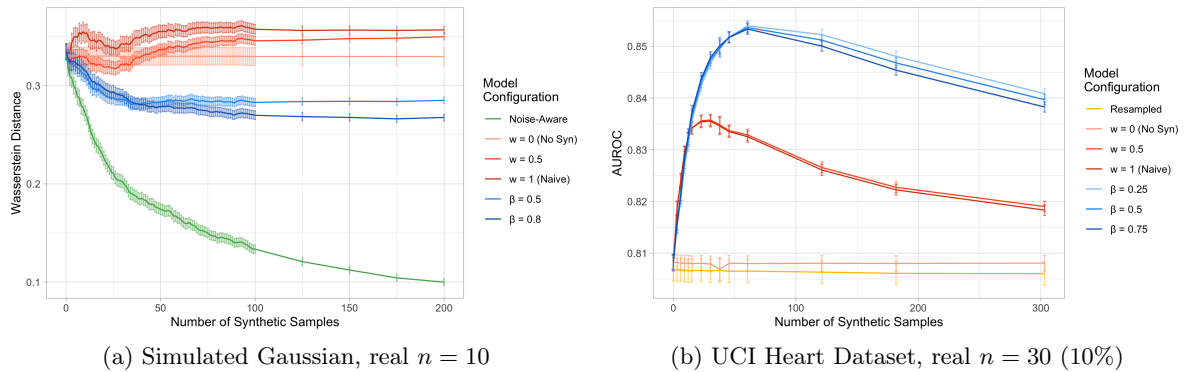 Wasserstein Distance
0.3
0.2
0.1
0
50
100
150
200
Number of Synthetic Samples
Model
Configuration
Noise-Aware
w = 0 (No Syn)
w = 0.5
w = 1 (Naive)
β = 0.5
β = 0.8
(a) Simulated Gaussian, real n = 10
AUROC
0.85
0.84
0.83
0.82
0.81
0
100
200
300
Number of Synthetic Samples
Model
Configuration
Resampled
w = 0 (No Syn)
w = 0.5
w = 1 (Naive)
β = 0.25
β = 0.5
β = 0.75
(b) UCI Heart Dataset, real n = 30 (10%)